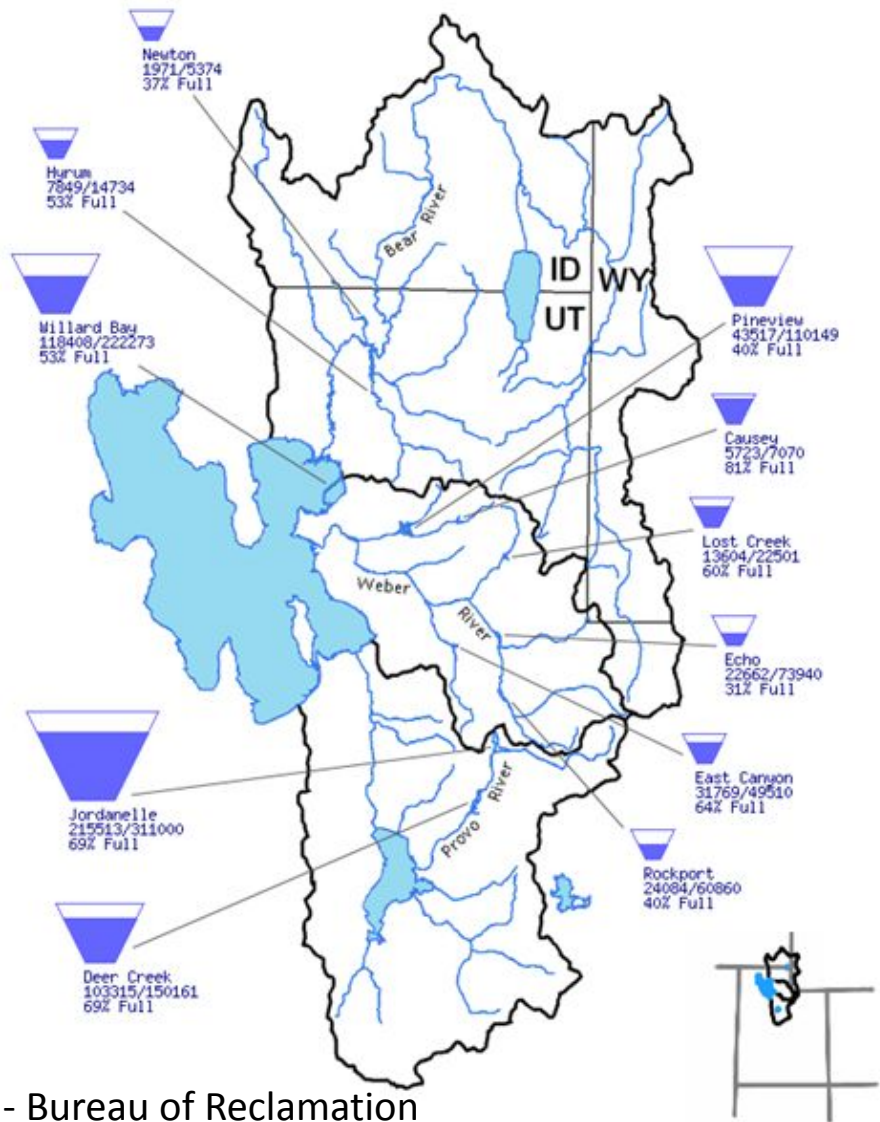 Newton
1971/5374
37% Full
Hyrum
7849/14734
53% Full
Willard Bay
118408/222273
53% Full
Bear River
ID
WY
UT
Pineview
43517/110149
40% Full
Causey
5723/7070
81% Full
Lost Creek
13604/22501
60% Full
Weber River
Echo
22662/73940
31% Full
East Canyon
31769/49510
64% Full
Jordanelle
215513/311000
69% Full
Provo River
Rockport
24084/60860
40% Full
Deer Creek
103315/150161
69% Full
- Bureau of Reclamation